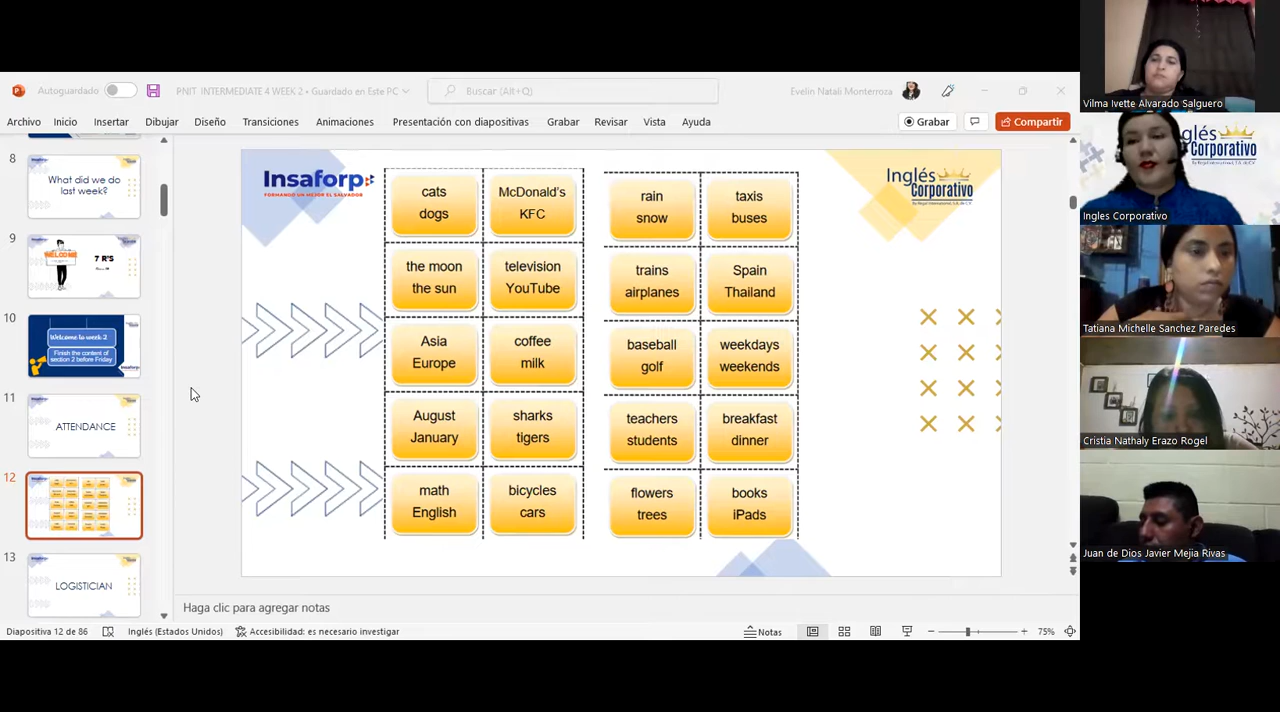 Autoguardado
PNIT INTERMEDIATE 4 WEEK 2 • Guardado en Este PC
Buscar (Alt+Q)
Evelin Natali Monterroza
Archivo Inicio Insertar Dibujar Diseño Transiciones Animaciones Presentación con diapositivas Grabar Revisar Vista Ayuda
Grabar
Compartir
8
What did we do
last week?
9
WELCOME
7 R'S
10
Welcome to week 2
Finish the content of
section 2 before Friday
11
ATTENDANCE
12
13
LOGISTICIAN
Insaforp
FORMANDO UN MEJOR EL SALVADOR
Inglés
Corporativo
cats
dogs
McDonald's
KFC
rain
snow
taxis
buses
the moon
the sun
television
YouTube
trains
airplanes
Spain
Thailand
Asia
Europe
coffee
milk
baseball
golf
weekdays
weekends
August
January
sharks
tigers
teachers
students
breakfast
dinner
math
English
bicycles
cars
flowers
trees
books
iPads
Haga clic para agregar notas
Diapositiva 12 de 86
Inglés (Estados Unidos)
Accesibilidad: es necesario investigar
Notas
75%
Vilma Ivette Alvarado Salguero
glés
Corporativo
Ingles Corporativo
Tatiana Michelle Sanchez Paredes
Cristia Nathaly Erazo Rogel
Juan de Dios Javier Mejia Rivas